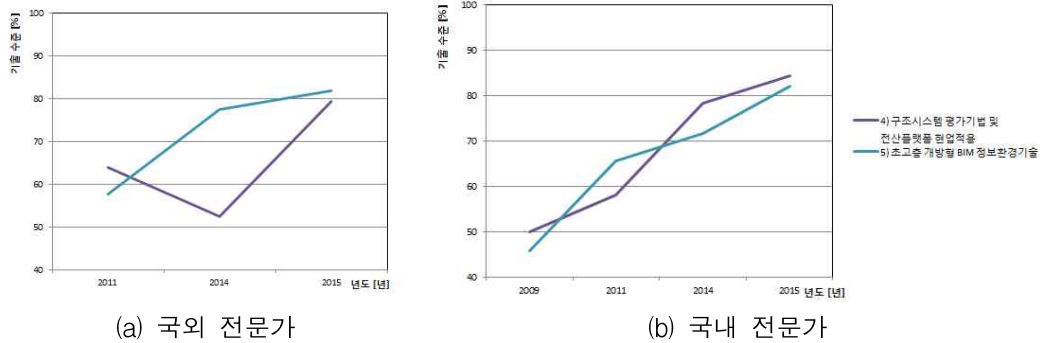 기술 수준 [%]
100
90
80
70
60
50
40
2011
2014
2015
년도 [년]
(a) 국외 전문가
기술 수준 [%]
100
90
80
70
60
50
40
2009
2011
2014
2015
년도 [년]
(b) 국내 전문가
4) 구조시스템 평가기법 및
전산플랫폼 현업적용
5) 초고층 개방형 BIM 정보환경기술